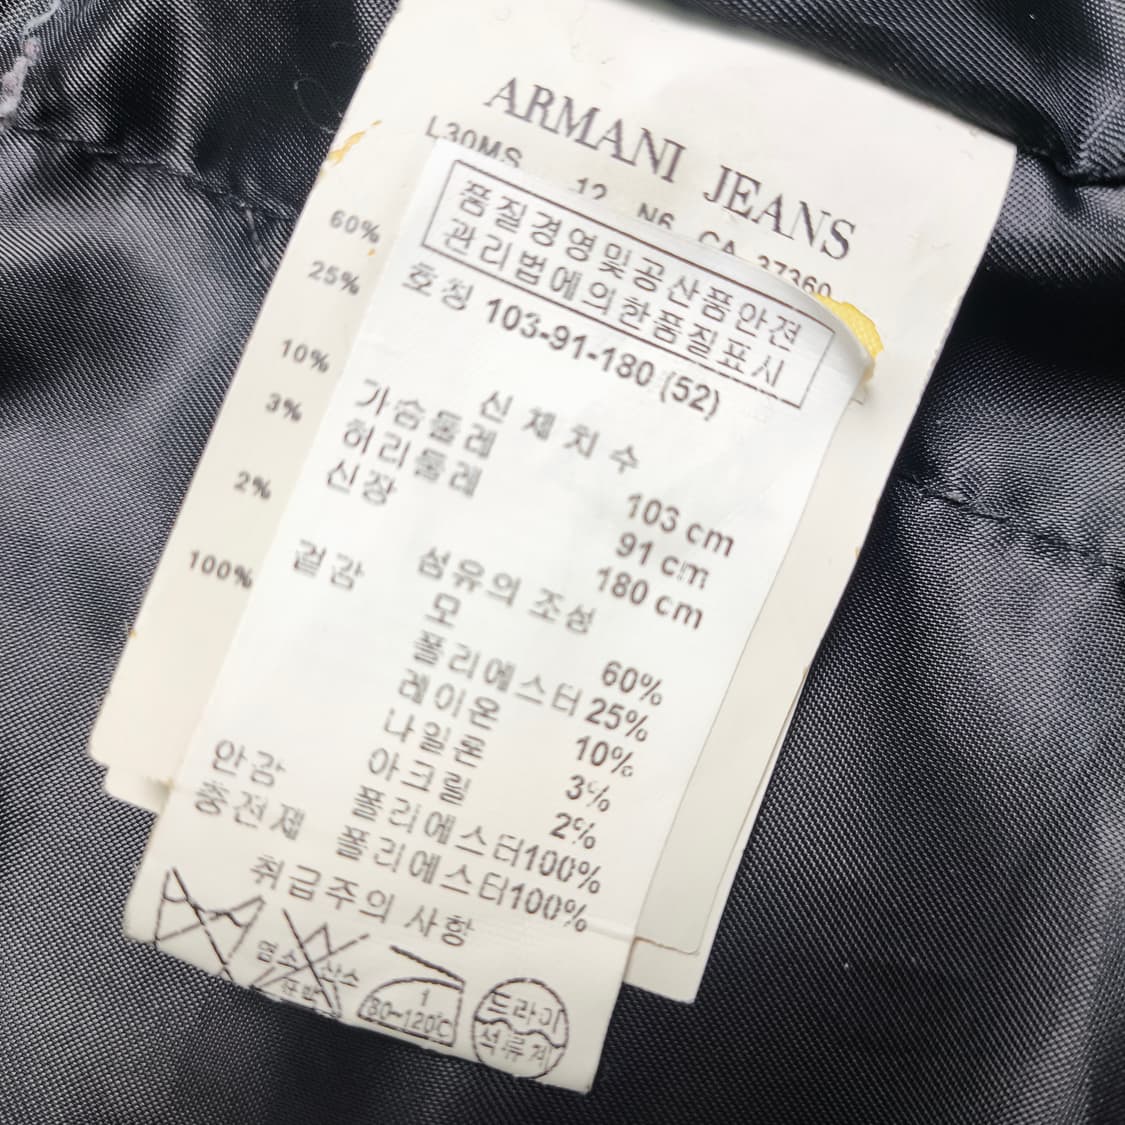 ARMANI JEANS
L30MS 12 N6 CA 37360
60%
25%
10%
3%
2%
100%
품질경영및공산품안전
관리법에의한품질표시
호칭 103-91-180 (52)
신체치수
가슴둘레 103 cm
허리둘레 91 cm
신장 180 cm
섬유의 조성
겉감 모 60%
폴리에스터 25%
레이온 10%
나일론 3%
아크릴 2%
안감 폴리에스터100%
충전제 폴리에스터100%
취급주의 사항
염소 산소
표백
1
80~120℃
드라이
석유계